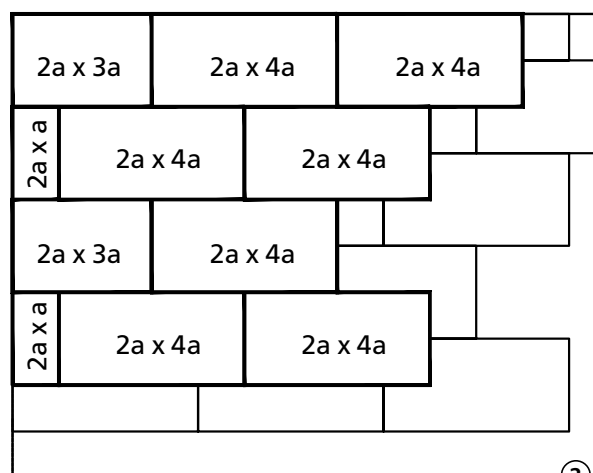 2a x 3a 2a x 4a 2a x 4a
2a x a 2a x 4a 2a x 4a
2a x 3a 2a x 4a
2a x a 2a x 4a 2a x 4a